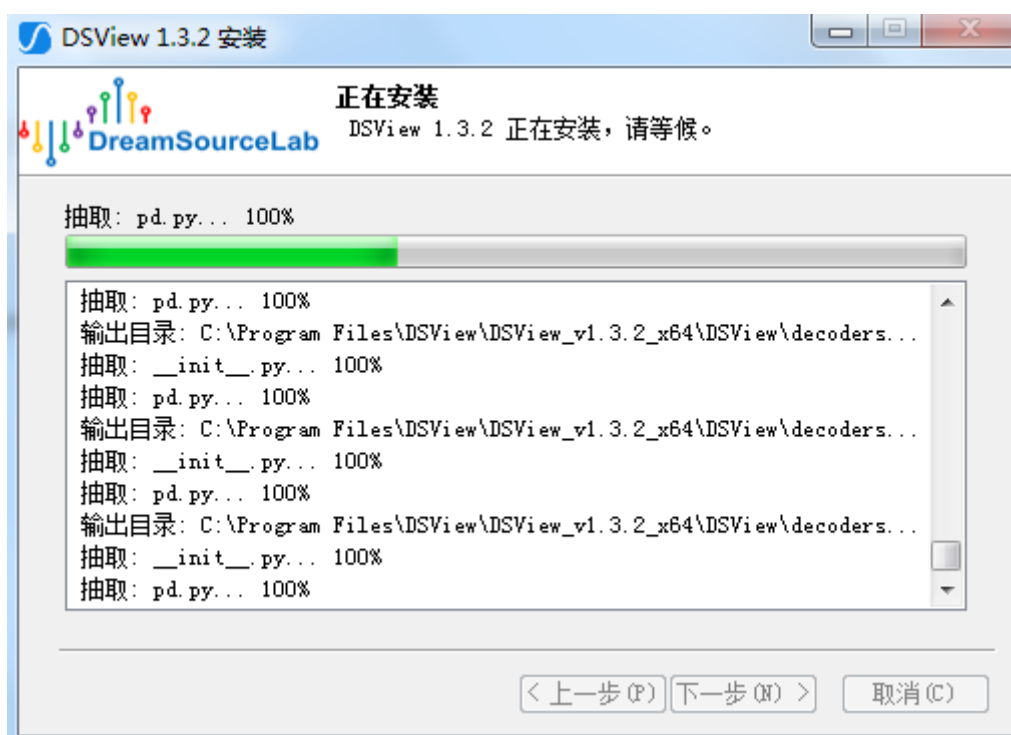 DSView 1.3.2 安装
正在安装
DreamSourceLab
DSView 1.3.2 正在安装，请等候。
抽取: pd.py... 100%
抽取: pd.py... 100%
输出目录: C:\Program Files\DSView\DSView_v1.3.2_x64\DSView\decoders...
抽取: __init__.py... 100%
抽取: pd.py... 100%
输出目录: C:\Program Files\DSView\DSView_v1.3.2_x64\DSView\decoders...
抽取: __init__.py... 100%
抽取: pd.py... 100%
输出目录: C:\Program Files\DSView\DSView_v1.3.2_x64\DSView\decoders...
抽取: __init__.py... 100%
抽取: pd.py... 100%
< 上一步(P) 下一步(N) > 取消(C)